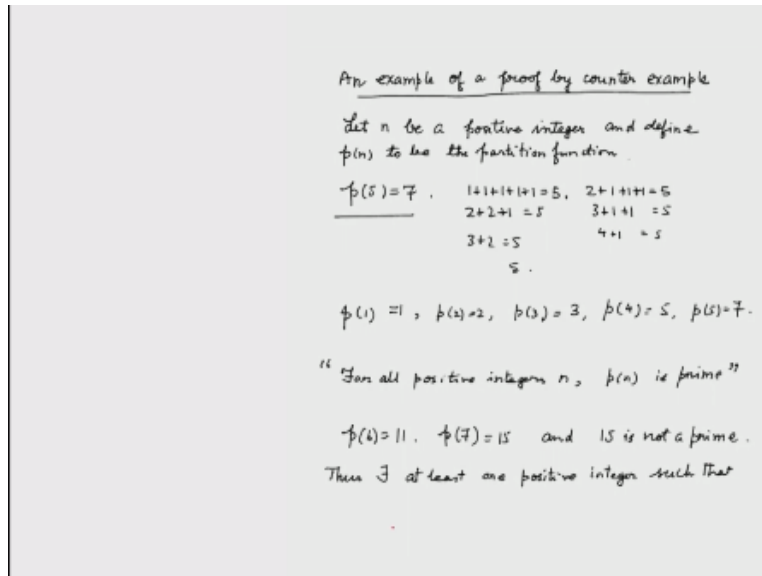 An example of a proof by counter example
Let n be a positive integer and define
p(n) to be the partition function.
p(5)=7. 1+1+1+1+1=5, 2+1+1+1=5
2+2+1=5 3+1+1=5
3+2=5 4+1=5
5.
p(1)=1, p(2)=2, p(3)=3, p(4)=5, p(5)=7.
"For all positive integers n, p(n) is prime"
p(6)=11. p(7)=15 and 15 is not a prime.
Thus ∃ at least one positive integer such that